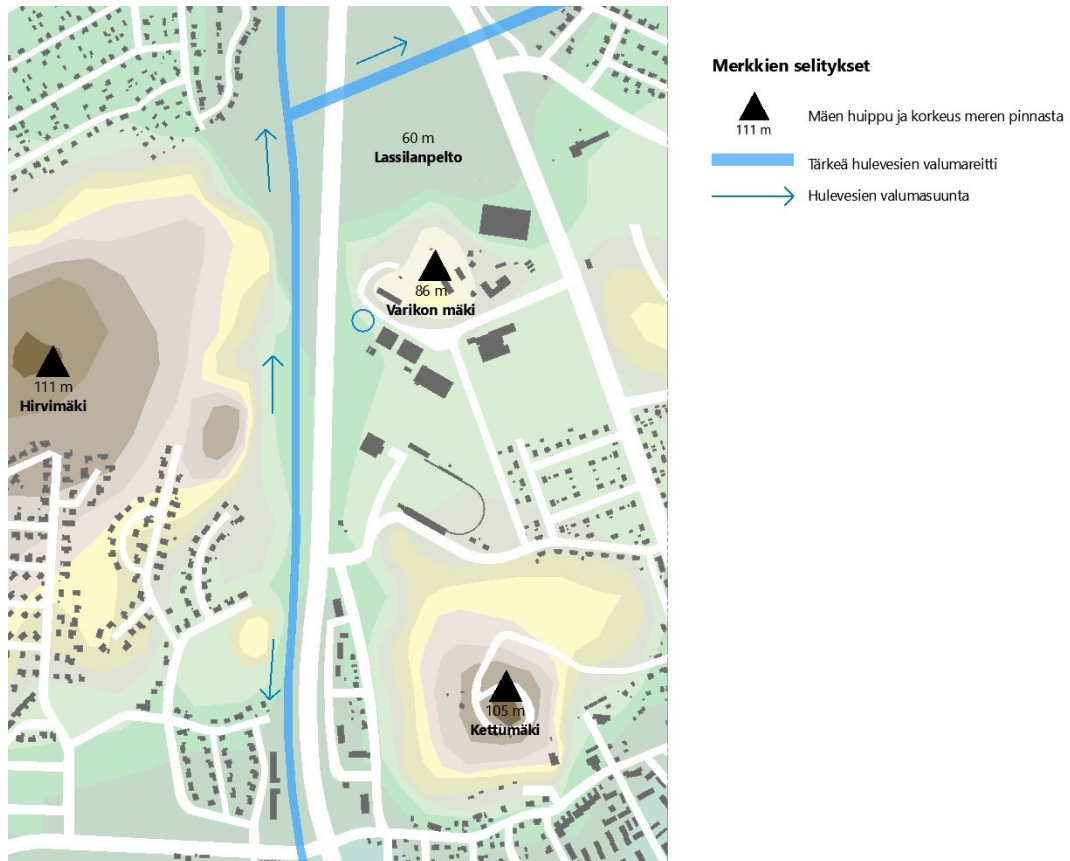 60 m
Lassilanpelto
86 m
Varikon mäki
111 m
Hirvimäki
105 m
Kettumäki
Merkkien selitykset
111 m
Mäen huippu ja korkeus meren pinnasta
Tärkeä hulevesien valumareitti
Hulevesien valumasuunta